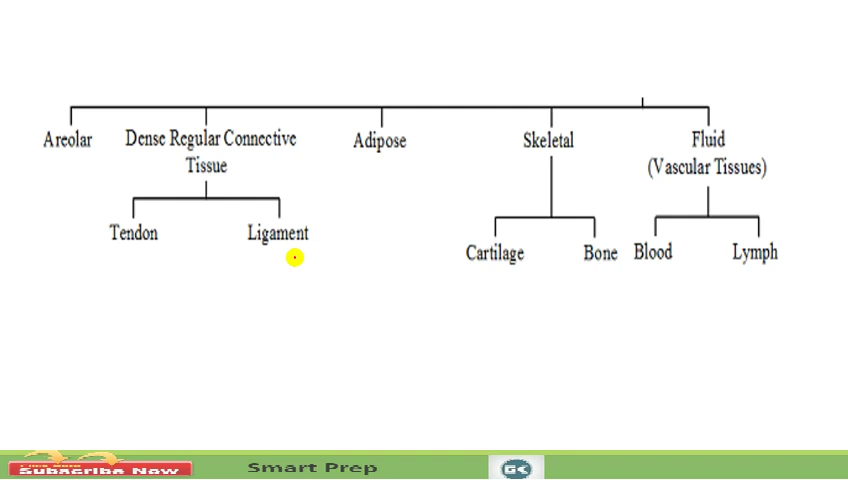 Areolar
Dense Regular Connective
Tissue
Adipose
Skeletal
Fluid
(Vascular Tissues)
Tendon
Ligament
Cartilage
Bone
Blood
Lymph
Subscribe Now
Smart Prep
GK